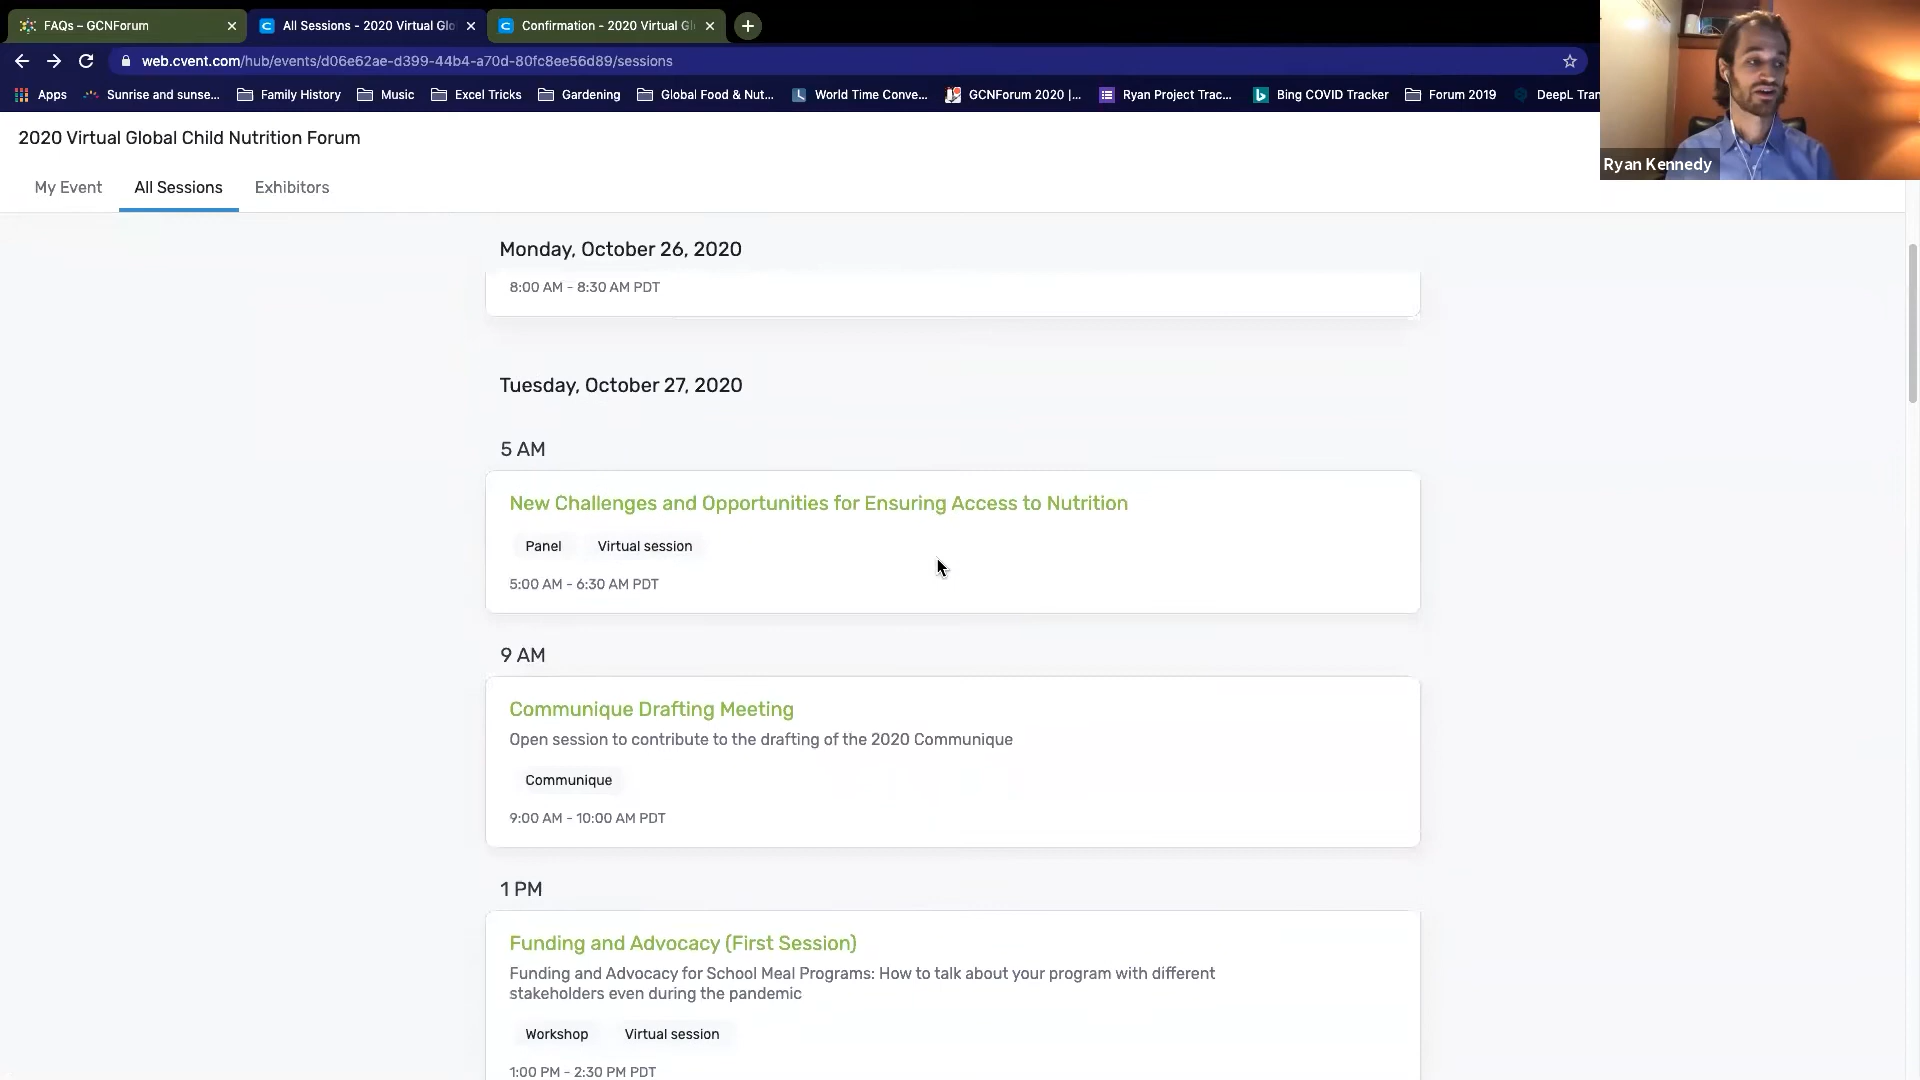 FAQs – GCNForum
All Sessions - 2020 Virtual Glo
Confirmation - 2020 Virtual Gl
web.cvent.com/hub/events/d06e62ae-d399-44b4-a70d-80fc8ee56d89/sessions
Apps
Sunrise and sunse...
Family History
Music
Excel Tricks
Gardening
Global Food & Nut...
World Time Conve...
GCNForum 2020 |...
Ryan Project Trac...
Bing COVID Tracker
Forum 2019
DeepL Tran
Ryan Kennedy
2020 Virtual Global Child Nutrition Forum
My Event
All Sessions
Exhibitors
Monday, October 26, 2020
8:00 AM - 8:30 AM PDT
Tuesday, October 27, 2020
5 AM
New Challenges and Opportunities for Ensuring Access to Nutrition
Panel
Virtual session
5:00 AM - 6:30 AM PDT
9 AM
Communique Drafting Meeting
Open session to contribute to the drafting of the 2020 Communique
Communique
9:00 AM - 10:00 AM PDT
1 PM
Funding and Advocacy (First Session)
Funding and Advocacy for School Meal Programs: How to talk about your program with different
stakeholders even during the pandemic
Workshop
Virtual session
1:00 PM - 2:30 PM PDT